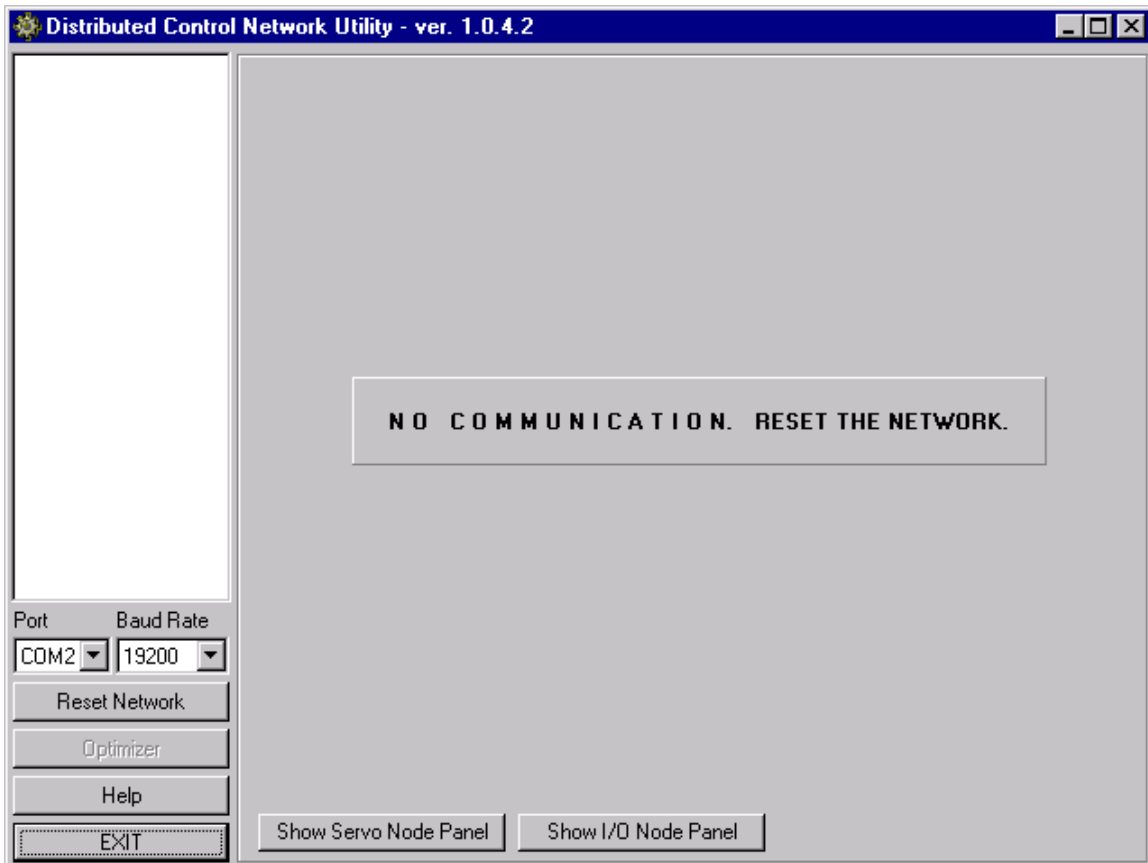 Distributed Control Network Utility - ver. 1.0.4.2
NO COMMUNICATION. RESET THE NETWORK.
Port Baud Rate
COM2 19200
Reset Network
Optimizer
Help
EXIT
Show Servo Node Panel Show I/O Node Panel